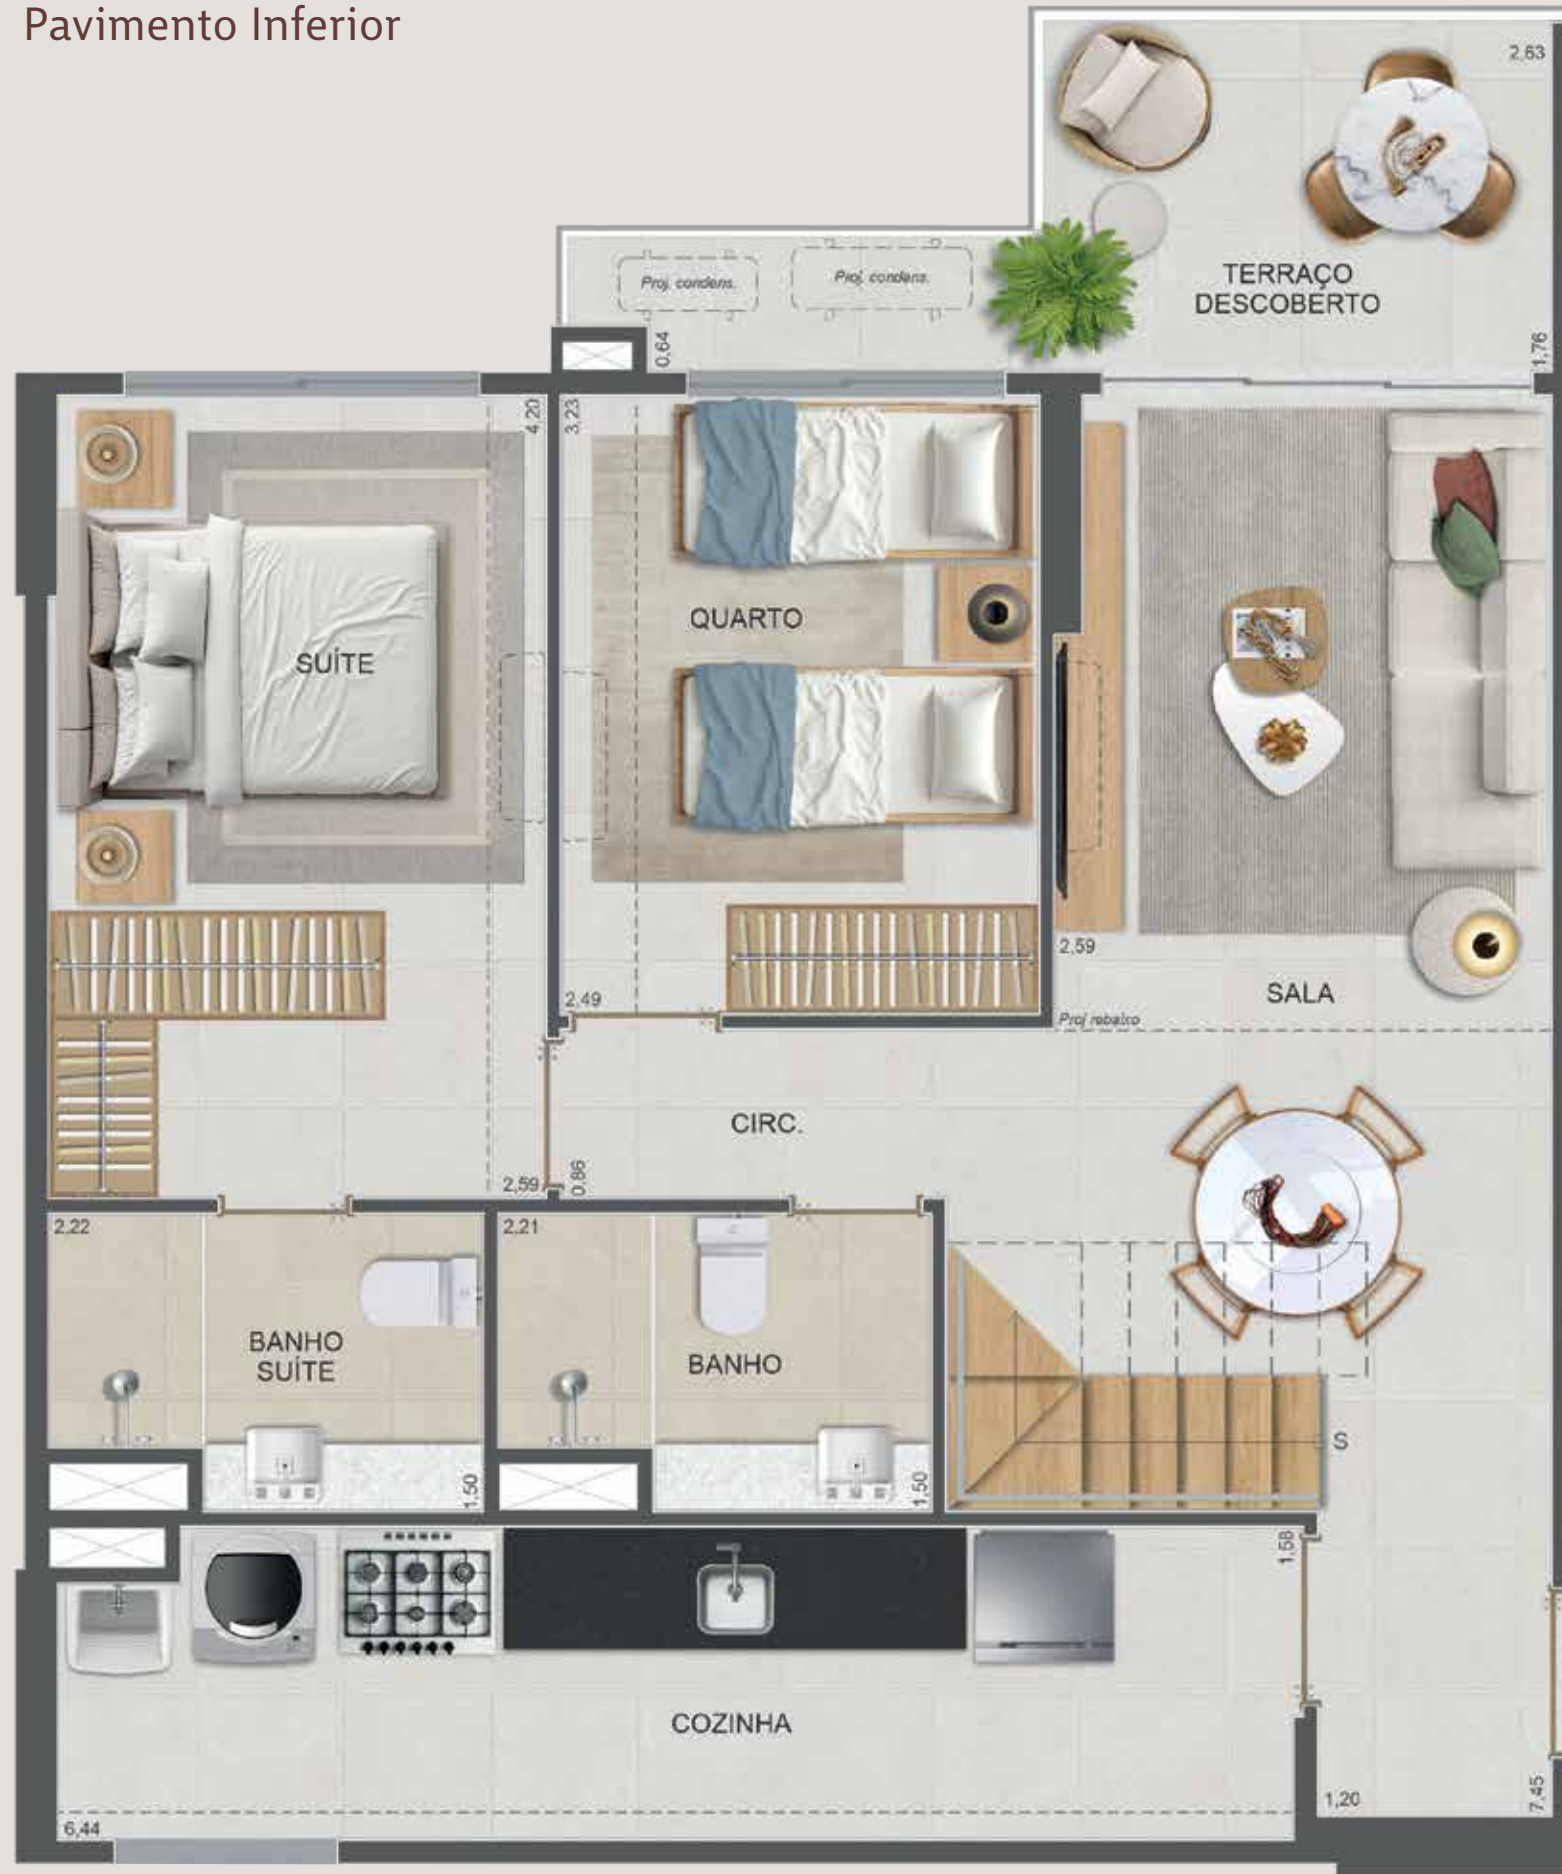 Pavimento Inferior
2,63
Proj. condens.
Proj. condens.
TERRAÇO
DESCOBERTO
0,64
1,76
4,20
3,23
QUARTO
SUÍTE
2,59
2,49
SALA
Proj rebaixo
CIRC.
2,59
0,86
2,22
2,21
BANHO
SUÍTE
BANHO
S
1,50
1,50
1,58
COZINHA
1,20
7,45
6,44